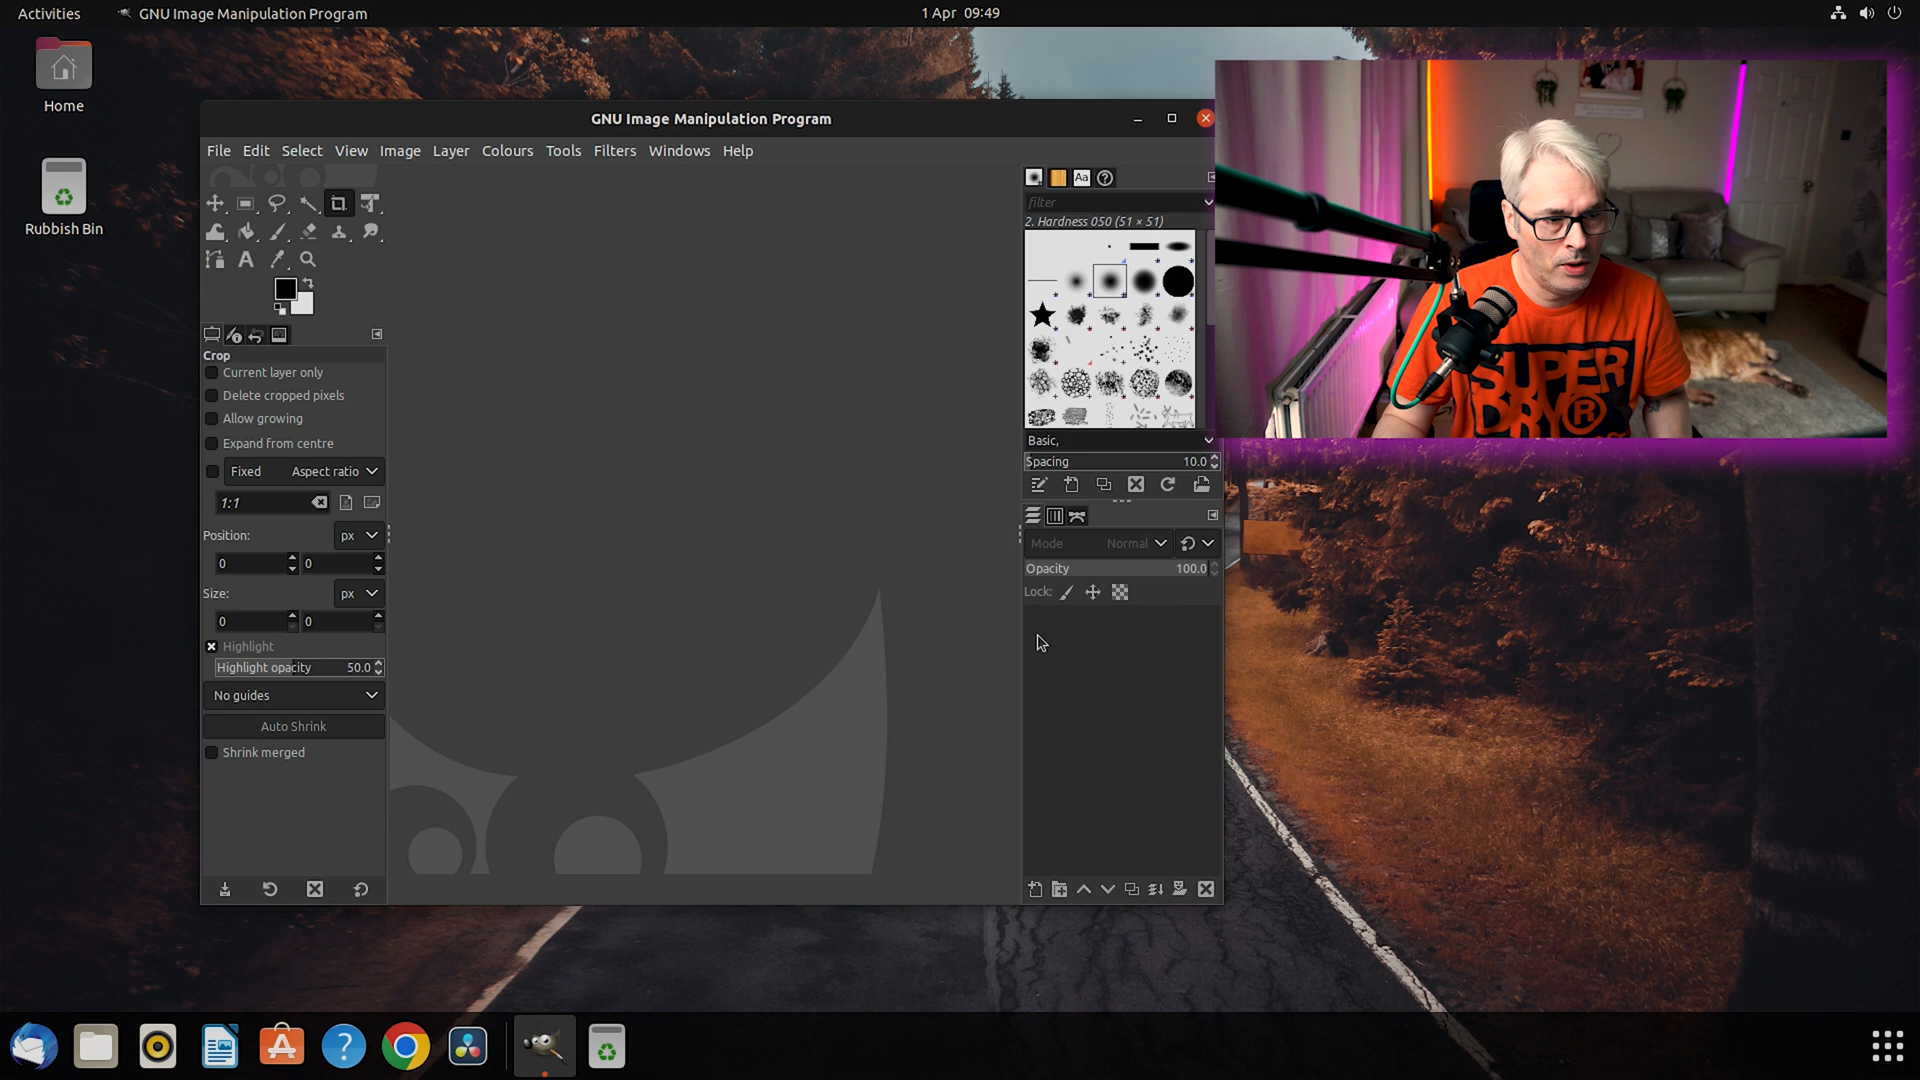 Activities
GNU Image Manipulation Program
1 Apr 09:49
Home
Rubbish Bin
GNU Image Manipulation Program
File Edit Select View Image Layer Colours Tools Filters Windows Help
Aa
filter
2. Hardness 050 (51 × 51)
Crop
Current layer only
Delete cropped pixels
Allow growing
Expand from centre
Fixed Aspect ratio
1:1
Position: px
0 0
Size: px
0 0
Highlight
Highlight opacity 50.0
No guides
Auto Shrink
Shrink merged
Basic,
Spacing 10.0
Mode Normal
Opacity 100.0
Lock:
SUPER
DRY®